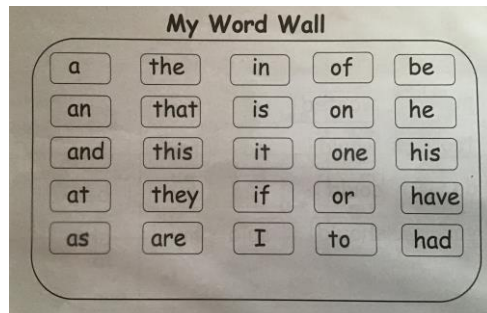 My Word Wall
a the in of be
an that is on he
and this it one his
at they if or have
as are I to had